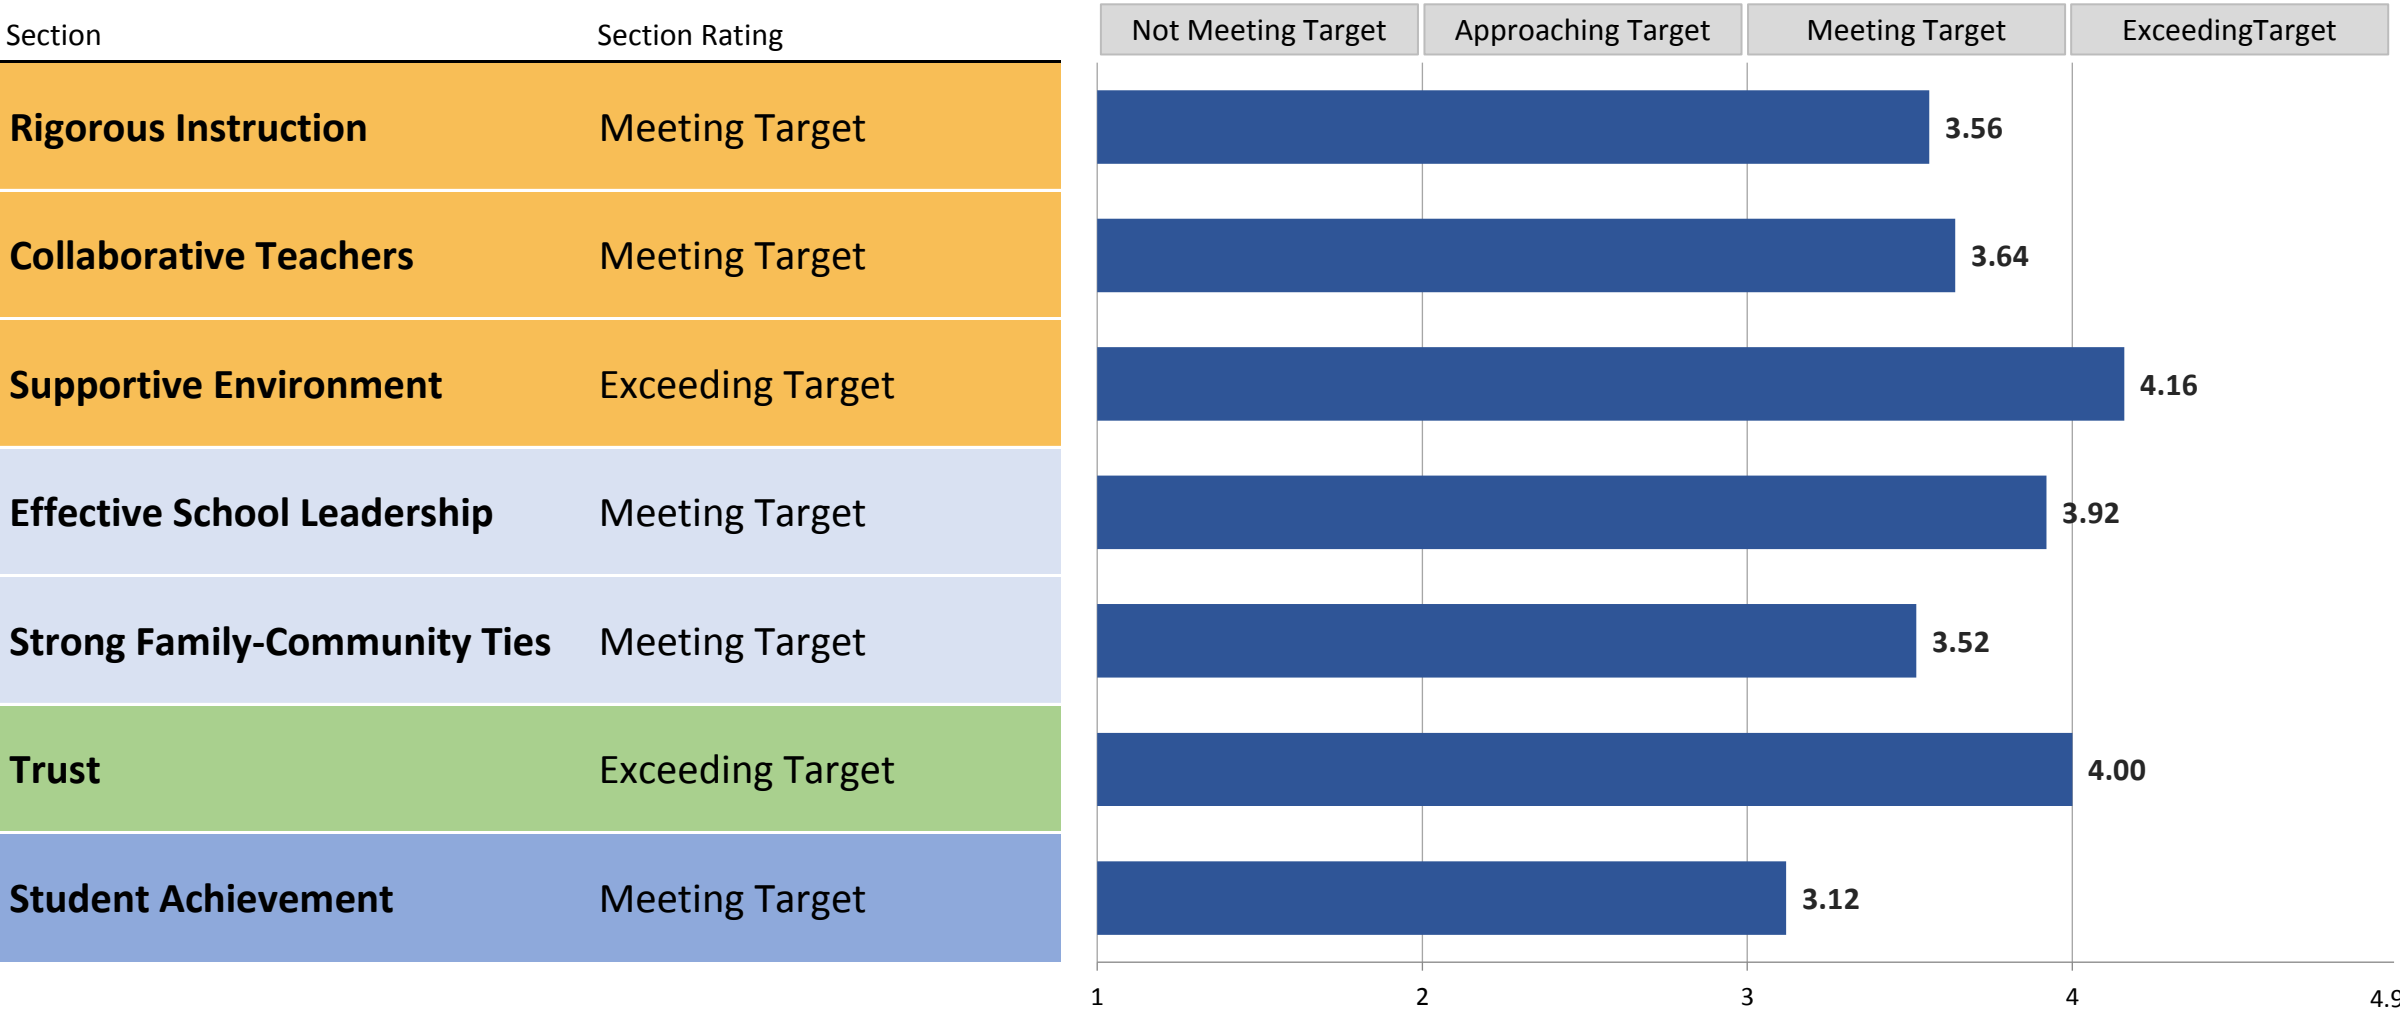 Section Section Rating Not Meeting Target Approaching Target Meeting Target ExceedingTarget
Rigorous Instruction Meeting Target 3.56
Collaborative Teachers Meeting Target 3.64
Supportive Environment Exceeding Target 4.16
Effective School Leadership Meeting Target 3.92
Strong Family-Community Ties Meeting Target 3.52
Trust Exceeding Target 4.00
Student Achievement Meeting Target 3.12
1 2 3 4 4.9